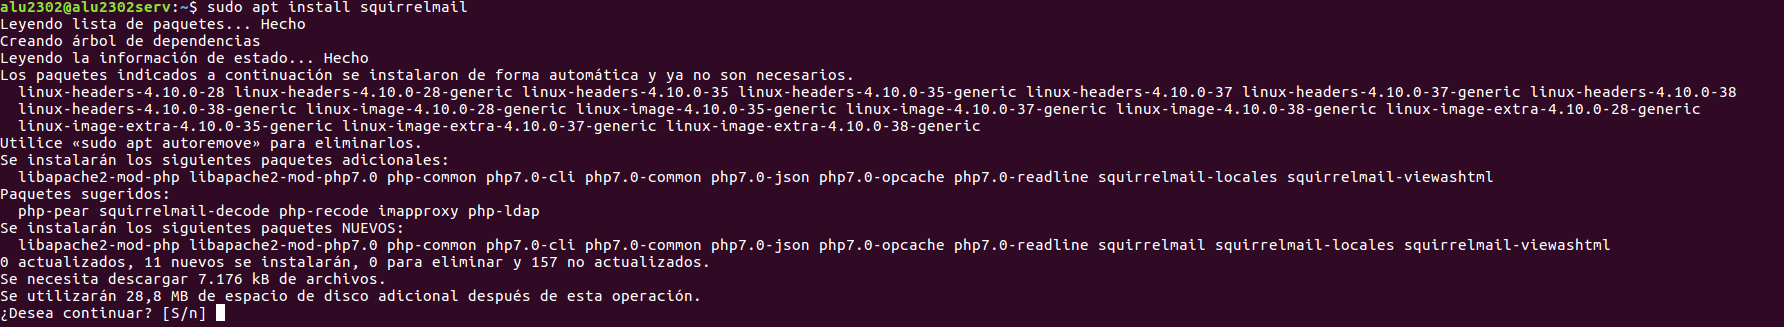 alu2302@alu2302serv:~$ sudo apt install squirrelmail
Leyendo lista de paquetes... Hecho
Creando árbol de dependencias
Leyendo la información de estado... Hecho
Los paquetes indicados a continuación se instalaron de forma automática y ya no son necesarios.
  linux-headers-4.10.0-28 linux-headers-4.10.0-28-generic linux-headers-4.10.0-35 linux-headers-4.10.0-35-generic linux-headers-4.10.0-37 linux-headers-4.10.0-37-generic linux-headers-4.10.0-38
  linux-headers-4.10.0-38-generic linux-image-4.10.0-28-generic linux-image-4.10.0-35-generic linux-image-4.10.0-37-generic linux-image-4.10.0-38-generic linux-image-extra-4.10.0-28-generic
  linux-image-extra-4.10.0-35-generic linux-image-extra-4.10.0-37-generic linux-image-extra-4.10.0-38-generic
Utilice «sudo apt autoremove» para eliminarlos.
Se instalarán los siguientes paquetes adicionales:
  libapache2-mod-php libapache2-mod-php7.0 php-common php7.0-cli php7.0-common php7.0-json php7.0-opcache php7.0-readline squirrelmail-locales squirrelmail-viewashtml
Paquetes sugeridos:
  php-pear squirrelmail-decode php-recode imapproxy php-ldap
Se instalarán los siguientes paquetes NUEVOS:
  libapache2-mod-php libapache2-mod-php7.0 php-common php7.0-cli php7.0-common php7.0-json php7.0-opcache php7.0-readline squirrelmail squirrelmail-locales squirrelmail-viewashtml
0 actualizados, 11 nuevos se instalarán, 0 para eliminar y 157 no actualizados.
Se necesita descargar 7.176 kB de archivos.
Se utilizarán 28,8 MB de espacio de disco adicional después de esta operación.
¿Desea continuar? [S/n]